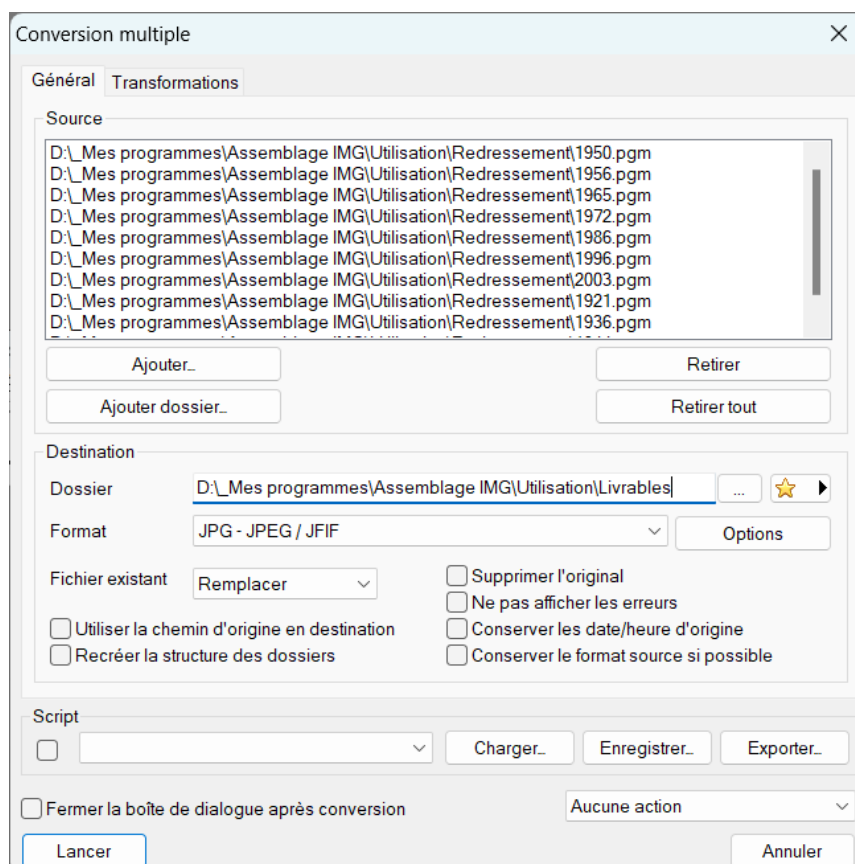 Conversion multiple
Général Transformations
Source
D:\_Mes programmes\Assemblage IMG\Utilisation\Redressement\1950.pgm
D:\_Mes programmes\Assemblage IMG\Utilisation\Redressement\1956.pgm
D:\_Mes programmes\Assemblage IMG\Utilisation\Redressement\1965.pgm
D:\_Mes programmes\Assemblage IMG\Utilisation\Redressement\1972.pgm
D:\_Mes programmes\Assemblage IMG\Utilisation\Redressement\1986.pgm
D:\_Mes programmes\Assemblage IMG\Utilisation\Redressement\1996.pgm
D:\_Mes programmes\Assemblage IMG\Utilisation\Redressement\2003.pgm
D:\_Mes programmes\Assemblage IMG\Utilisation\Redressement\1921.pgm
D:\_Mes programmes\Assemblage IMG\Utilisation\Redressement\1936.pgm
Ajouter... Retirer
Ajouter dossier... Retirer tout
Destination
Dossier D:\_Mes programmes\Assemblage IMG\Utilisation\Livrables ...
Format JPG - JPEG / JFIF Options
Fichier existant Remplacer Supprimer l'original
Ne pas afficher les erreurs
Utiliser la chemin d'origine en destination Conserver les date/heure d'origine
Recréer la structure des dossiers Conserver le format source si possible
Script
Charger... Enregistrer... Exporter...
Fermer la boîte de dialogue après conversion Aucune action
Lancer Annuler